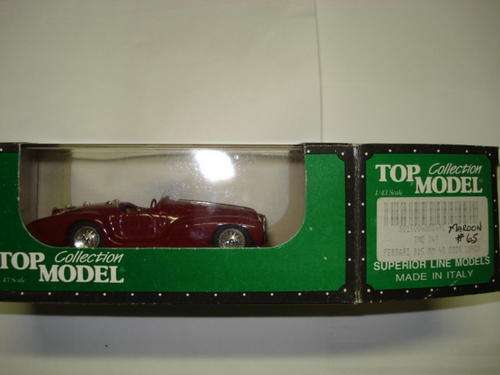 Collection
TOP MODEL
Collection
TOP
MODEL
1/43 Scale
MAROON
#65
SUPERIOR LINE MODELS
MADE IN ITALY